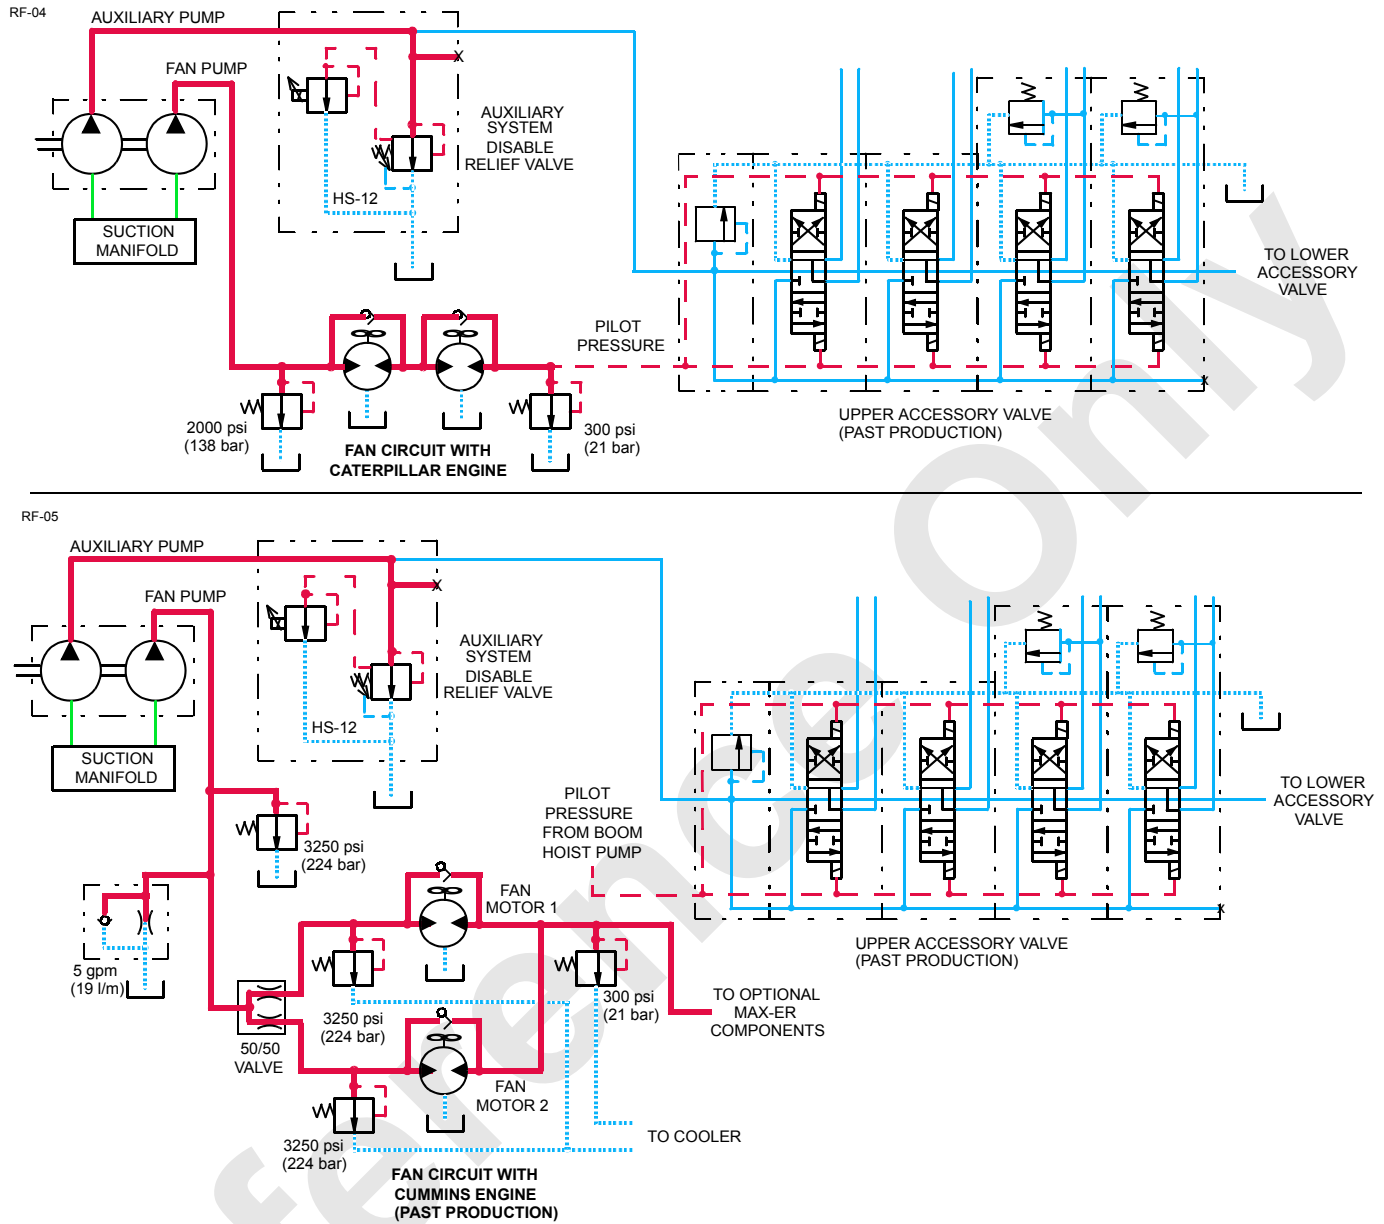 RF-04
AUXILIARY PUMP
FAN PUMP
SUCTION
MANIFOLD
HS-12
AUXILIARY
SYSTEM
DISABLE
RELIEF VALVE
X
TO LOWER
ACCESSORY
VALVE
PILOT
PRESSURE
X
UPPER ACCESSORY VALVE
(PAST PRODUCTION)
2000 psi
(138 bar)
300 psi
(21 bar)
FAN CIRCUIT WITH
CATERPILLAR ENGINE
RF-05
AUXILIARY PUMP
FAN PUMP
SUCTION
MANIFOLD
HS-12
AUXILIARY
SYSTEM
DISABLE
RELIEF VALVE
X
PILOT
PRESSURE
FROM BOOM
HOIST PUMP
TO LOWER
ACCESSORY
VALVE
X
UPPER ACCESSORY VALVE
(PAST PRODUCTION)
3250 psi
(224 bar)
5 gpm
(19 l/m)
50/50
VALVE
FAN
MOTOR 1
3250 psi
(224 bar)
300 psi
(21 bar)
TO OPTIONAL
MAX-ER
COMPONENTS
FAN
MOTOR 2
3250 psi
(224 bar)
TO COOLER
FAN CIRCUIT WITH
CUMMINS ENGINE
(PAST PRODUCTION)
ference Only